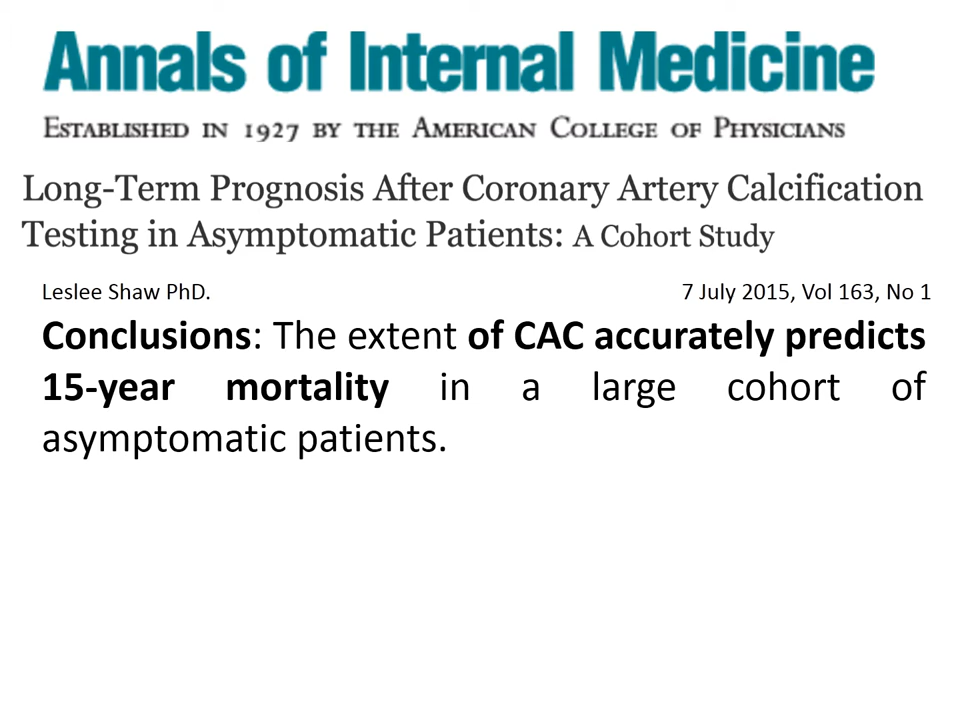 Annals of Internal Medicine
ESTABLISHED IN 1927 BY THE AMERICAN COLLEGE OF PHYSICIANS
Long-Term Prognosis After Coronary Artery Calcification
Testing in Asymptomatic Patients: A Cohort Study
Leslee Shaw PhD. 7 July 2015, Vol 163, No 1
Conclusions: The extent of CAC accurately predicts
15-year mortality in a large cohort of
asymptomatic patients.